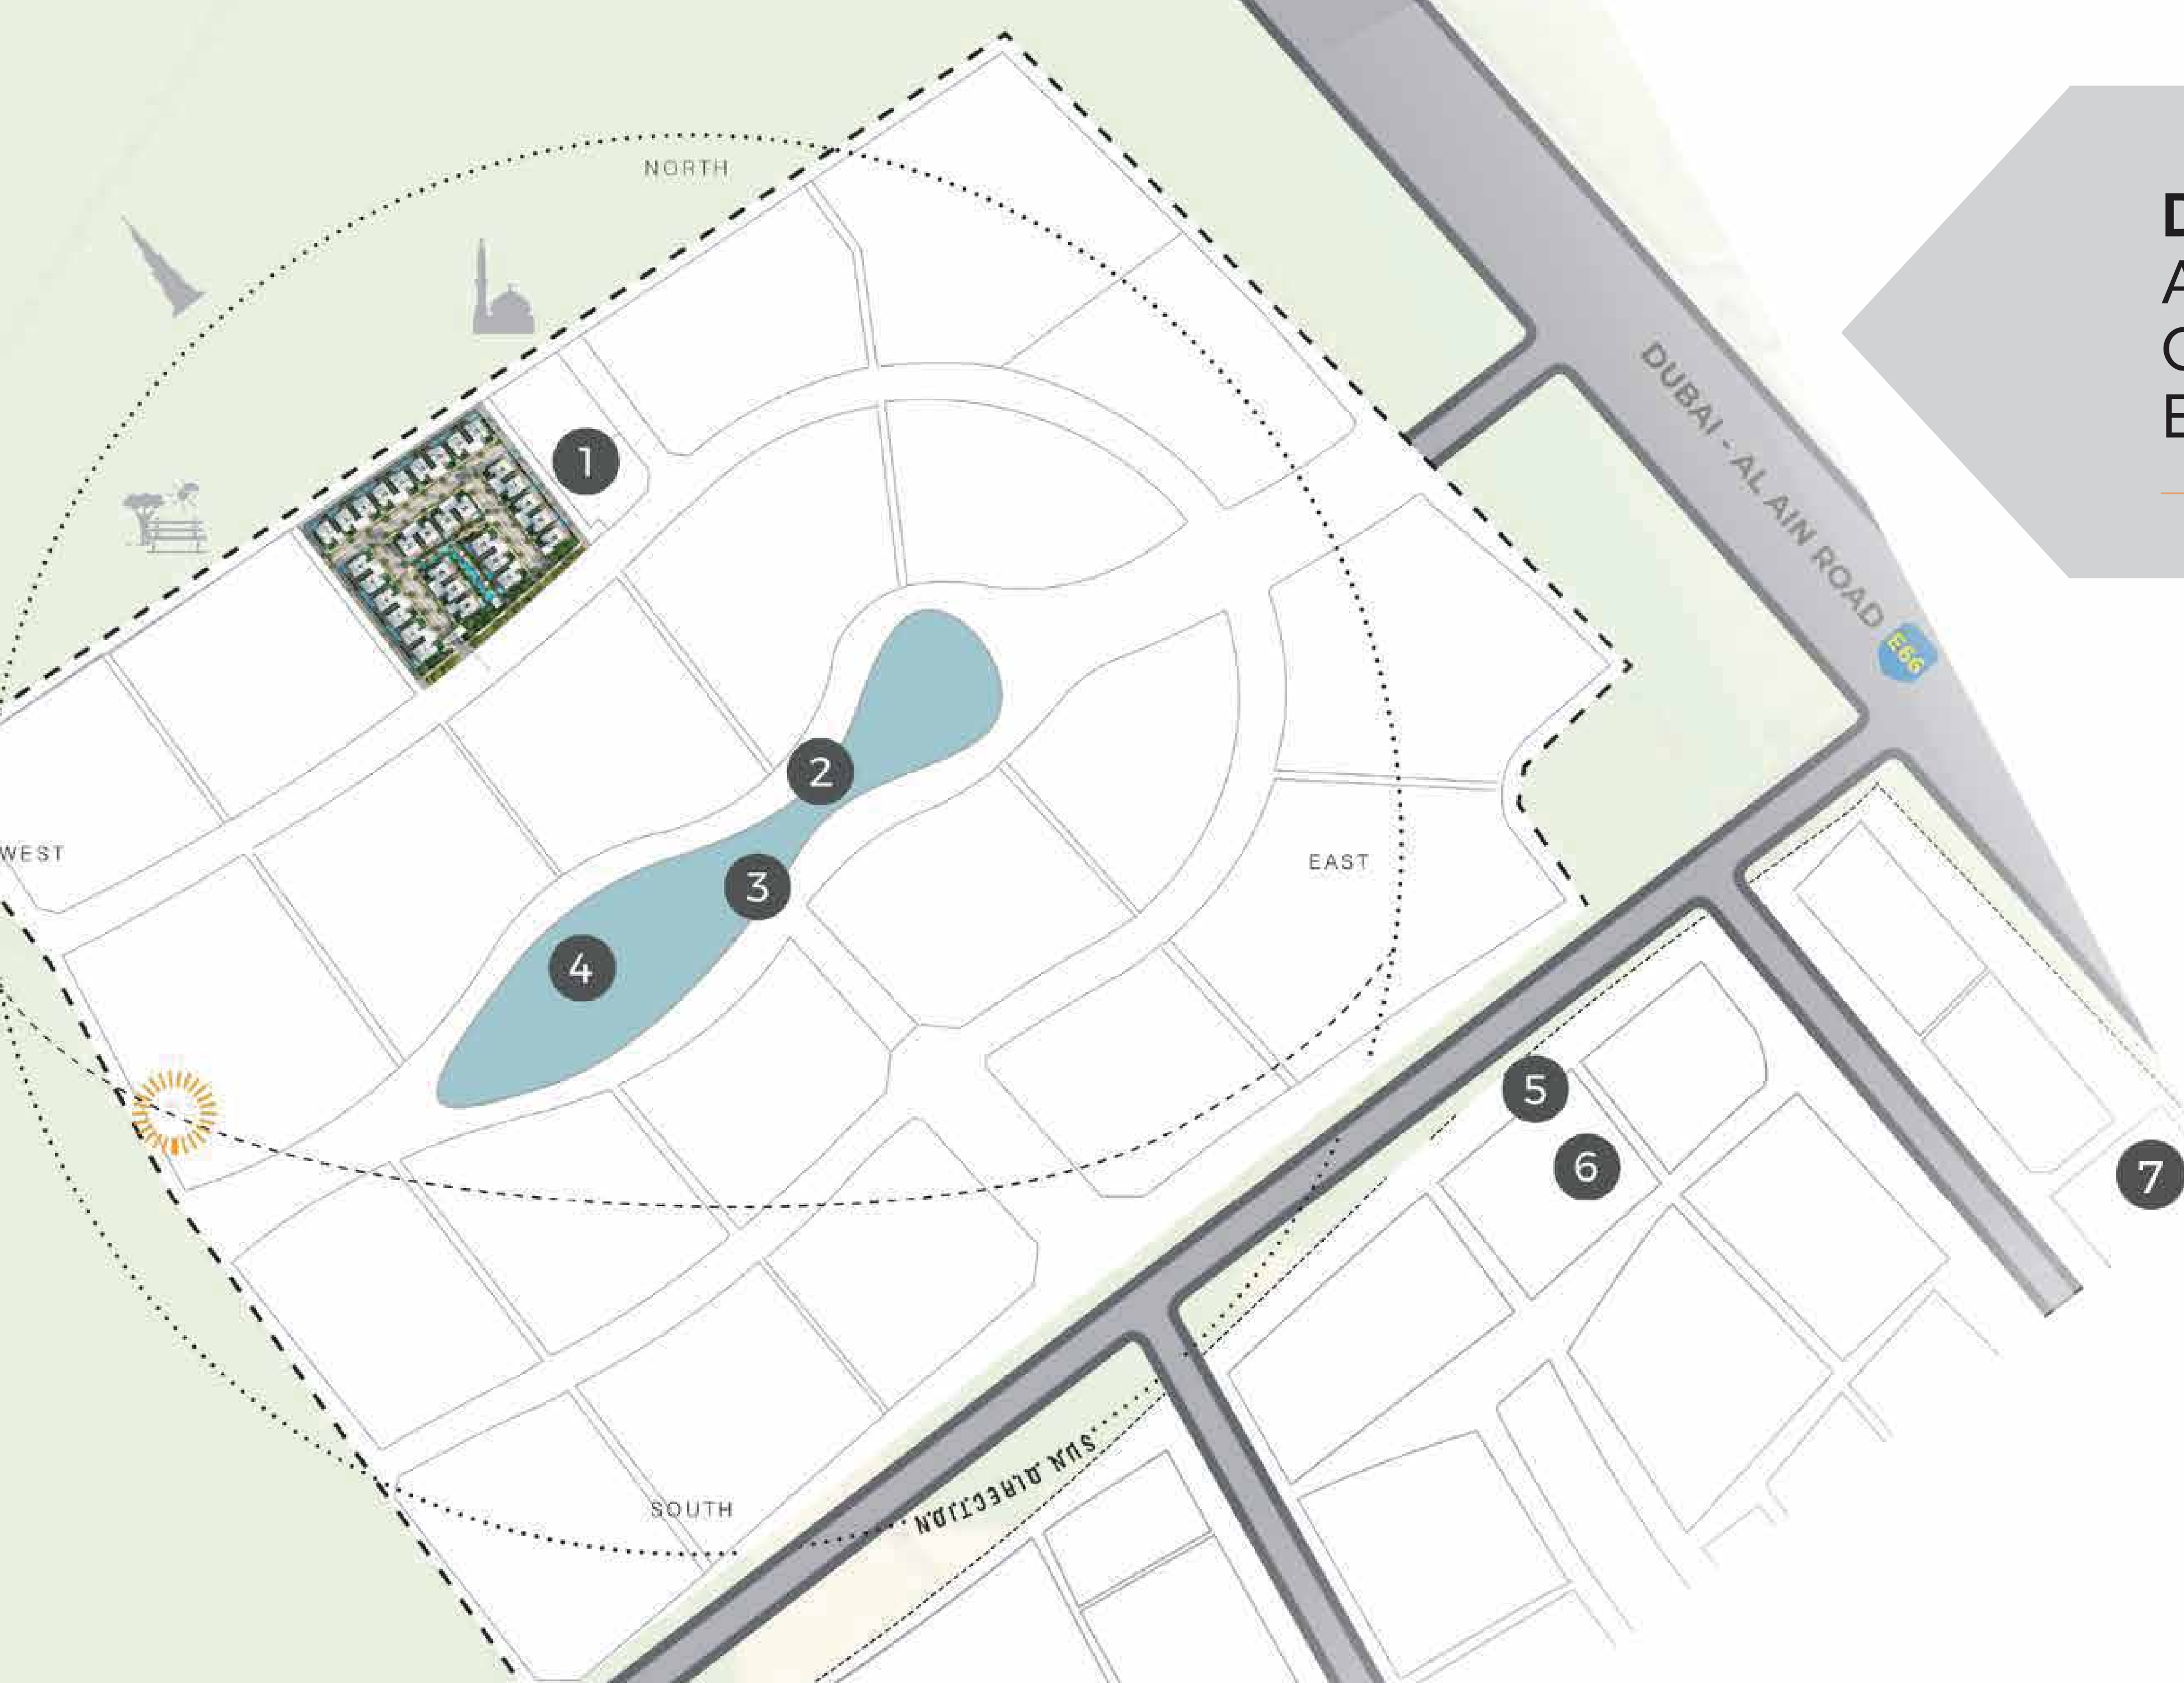 NORTH
DUBAI - AL AIN ROAD
E66
1
2
WEST
EAST
3
4
5
6
7
SUN DIRECTION
SOUTH